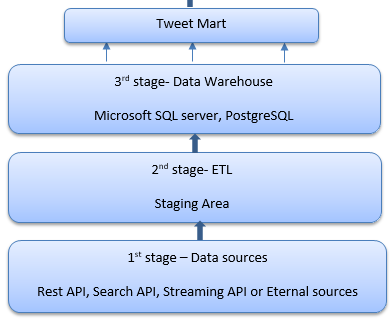 Tweet Mart
3rd stage- Data Warehouse
Microsoft SQL server, PostgreSQL
2nd stage- ETL
Staging Area
1st stage – Data sources
Rest API, Search API, Streaming API or Eternal sources